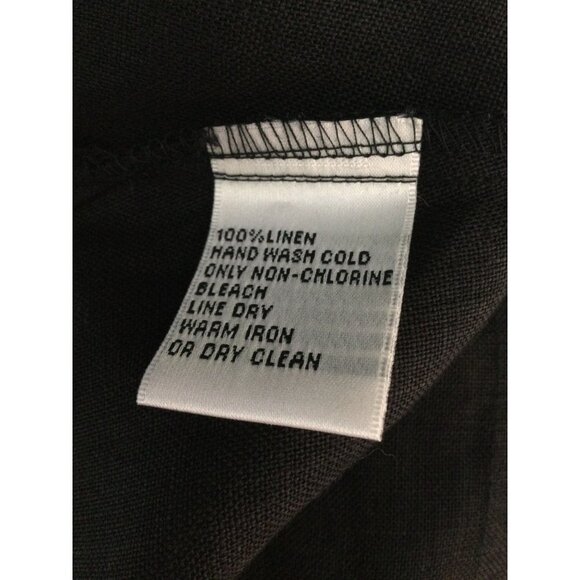 100%LINEN
HAND WASH COLD
ONLY NON-CHLORINE
BLEACH
LINE DRY
WARM IRON
OR DRY CLEAN